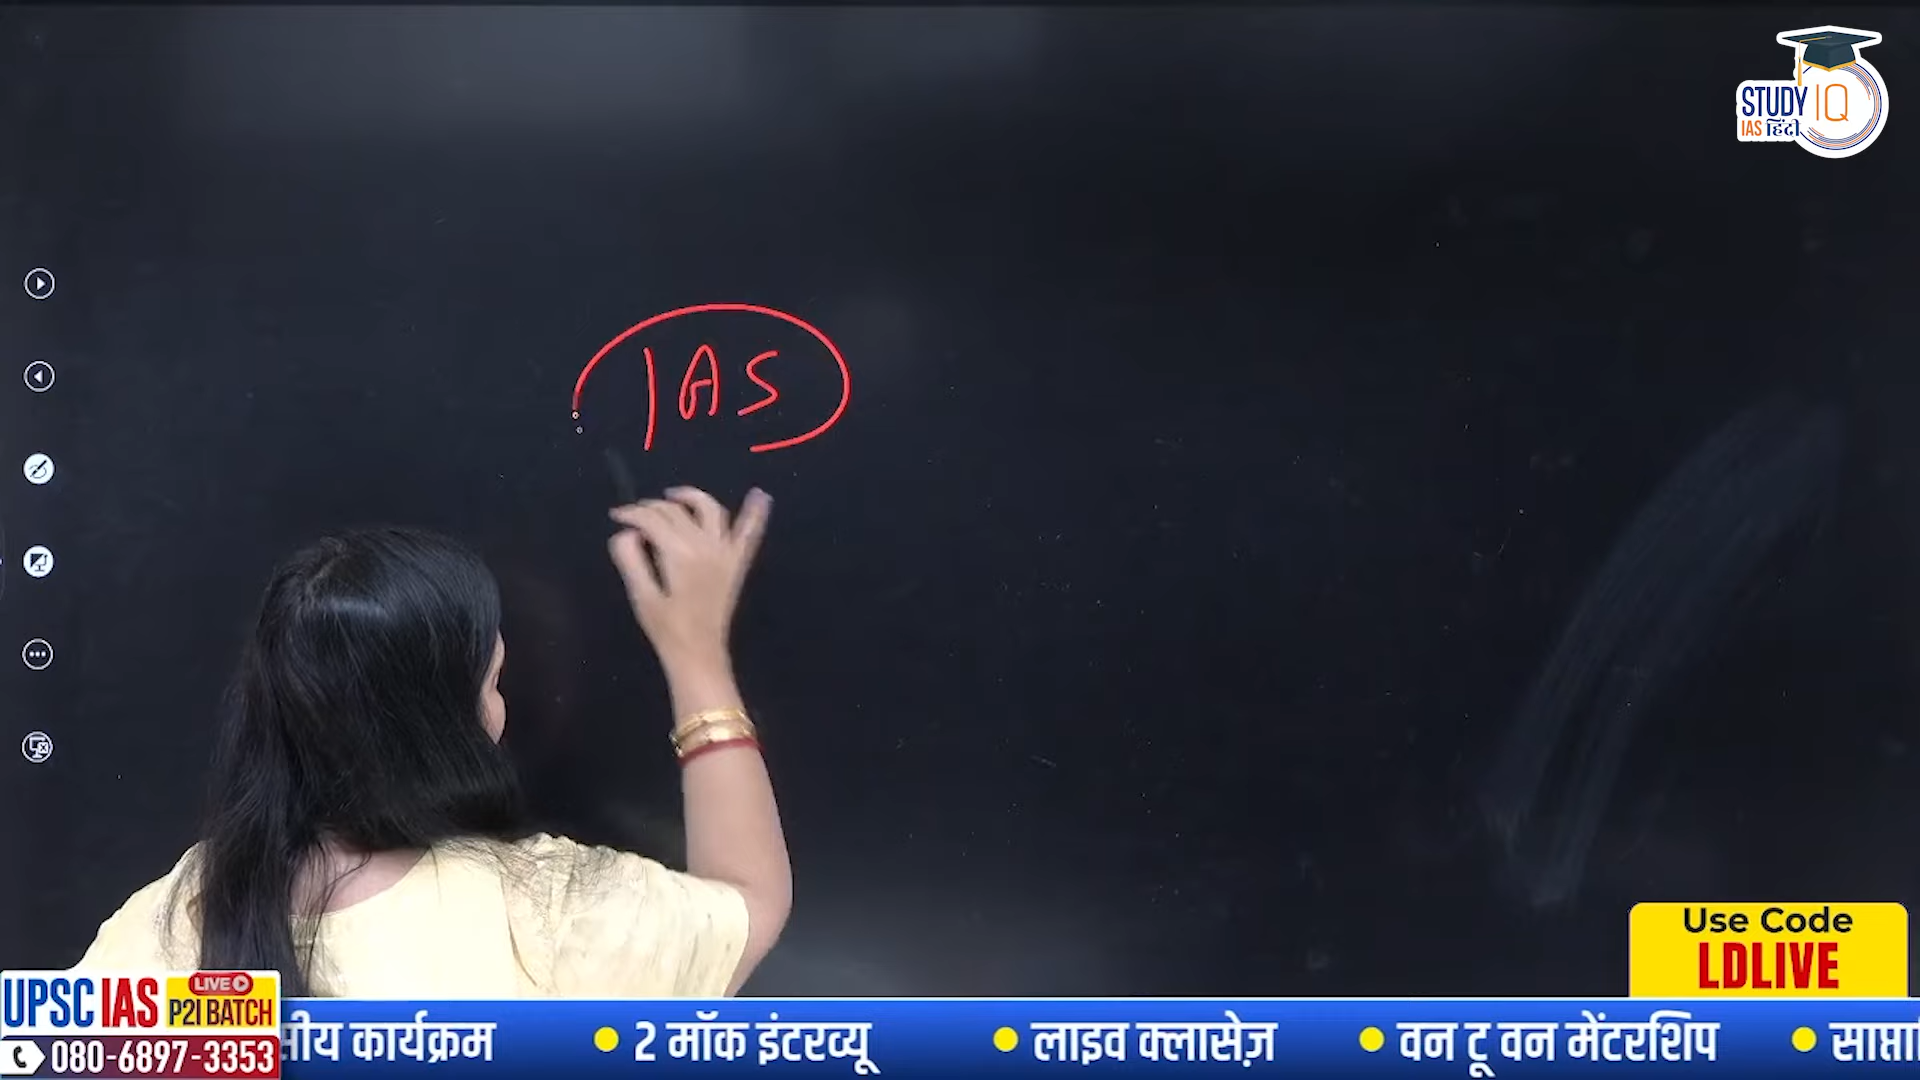 STUDY IQ
IAS हिंदी
IAS
Use Code
LDLIVE
UPSC IAS LIVE P2I BATCH
080-6897-3353
सीय कार्यक्रम • 2 मॉक इंटरव्यू • लाइव क्लासेज़ • वन टू वन मेंटरशिप • साप्ता